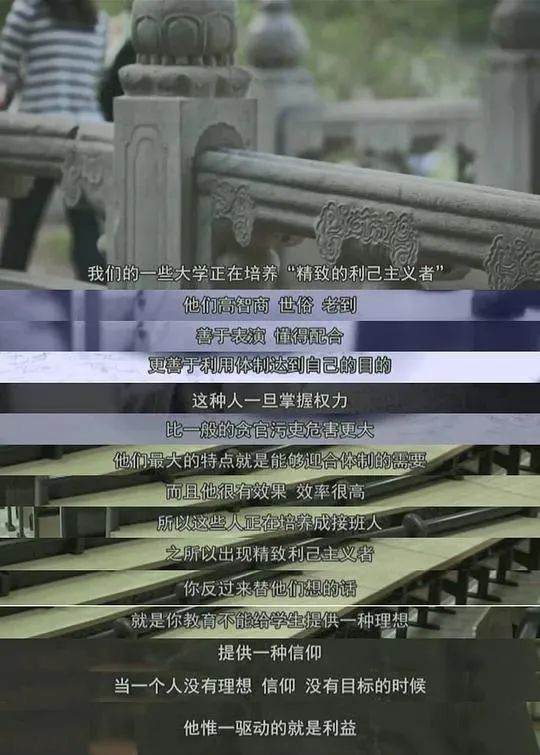 我们的一些大学正在培养“精致的利己主义者”
他们高智商 世俗 老到
善于表演 懂得配合
更善于利用体制达到自己的目的
这种人一旦掌握权力
比一般的贪官污吏危害更大
他们最大的特点就是能够迎合体制的需要
而且他很有效果 效率很高
所以这些人正在培养成接班人
之所以出现精致利己主义者
你反过来替他们想的话
就是你教育不能给学生提供一种理想
提供一种信仰
当一个人没有理想 信仰 没有目标的时候
他惟一驱动的就是利益